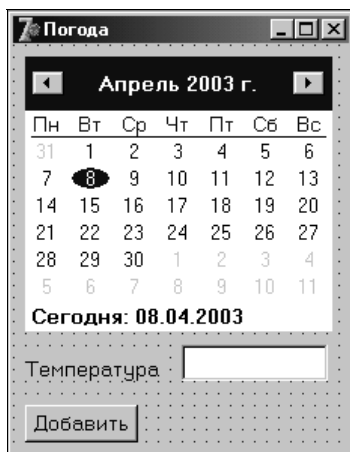 Погода
Апрель 2003 г.
Пн Вт Ср Чт Пт Сб Вс
31 1 2 3 4 5 6
7 8 9 10 11 12 13
14 15 16 17 18 19 20
21 22 23 24 25 26 27
28 29 30 1 2 3 4
5 6 7 8 9 10 11
Сегодня: 08.04.2003
Температура
Добавить